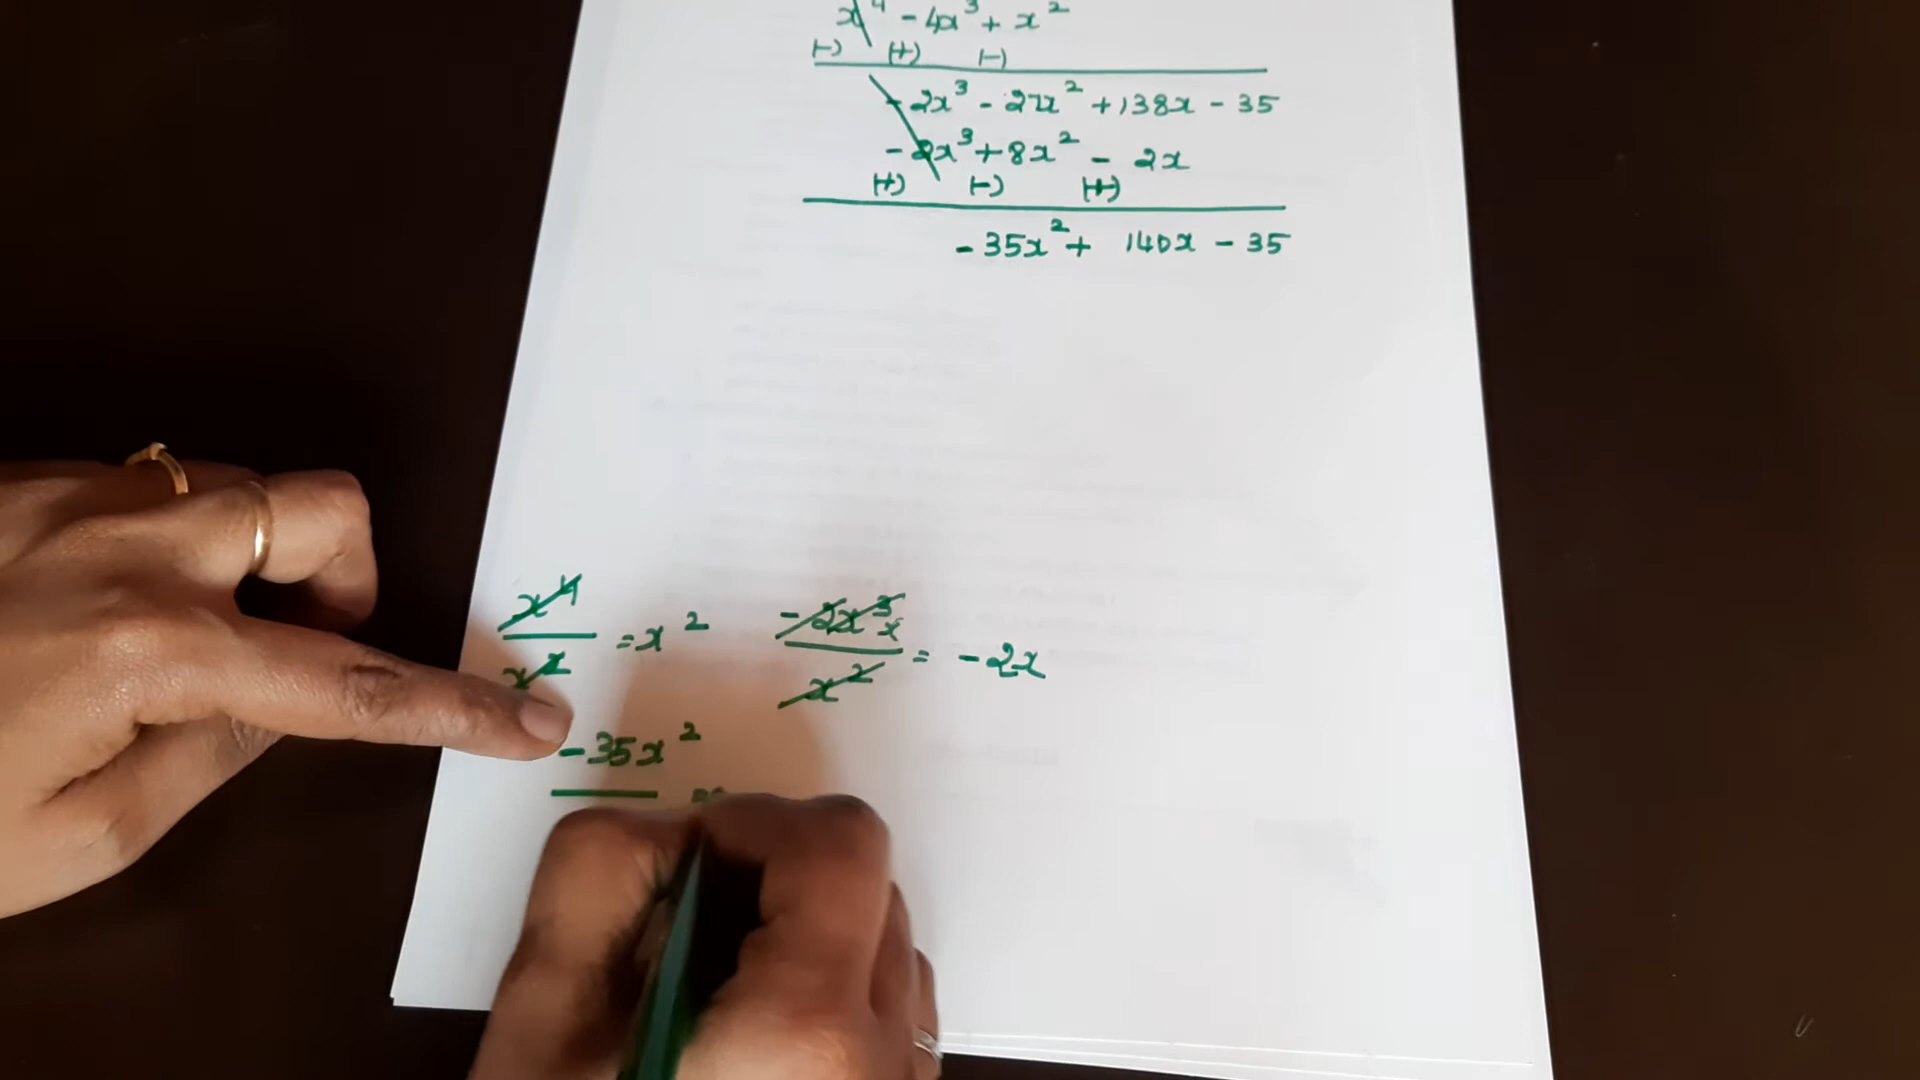 x⁴ - 4x³ + x²
(-) (+) (-)
- 2x³ - 27x² + 138x - 35
- 2x³ + 8x² - 2x
(+) (-) (+)
- 35x² + 140x - 35
x⁴ / x² = x²
-2x³ x / x² = -2x
-35x² =